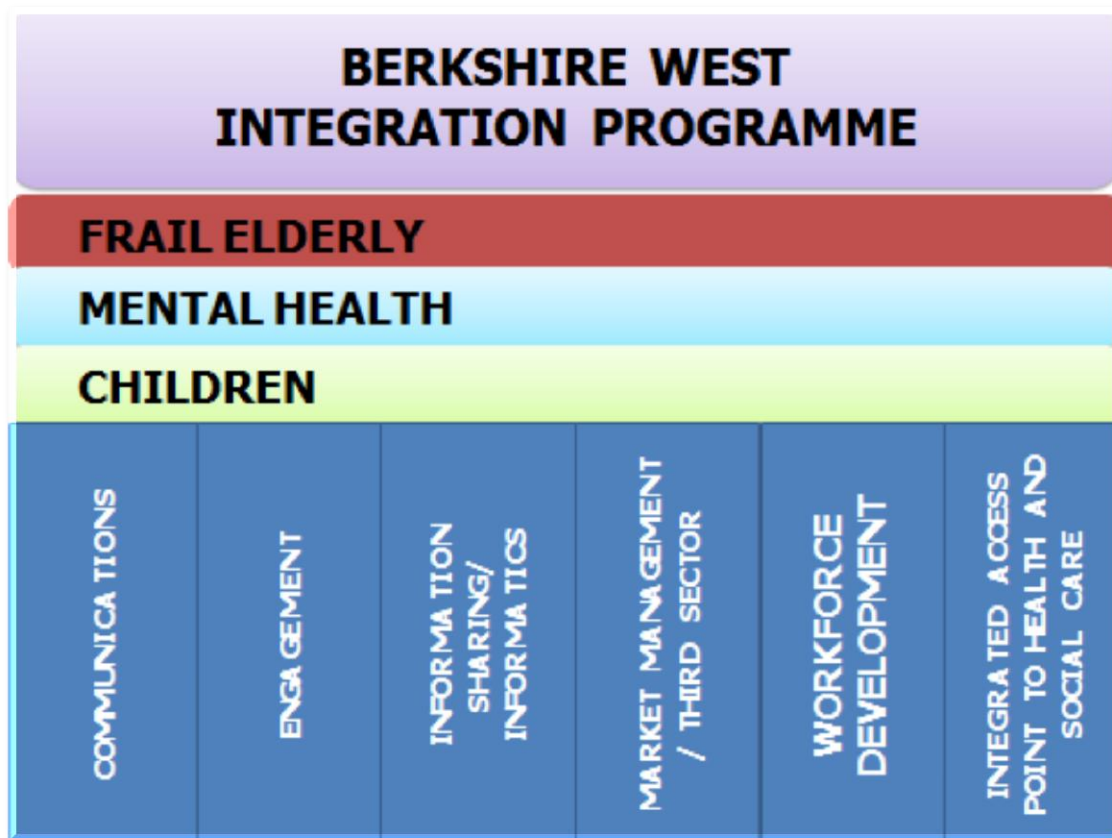 BERKSHIRE WEST
INTEGRATION PROGRAMME
FRAIL ELDERLY
MENTAL HEALTH
CHILDREN
COMMUNICATIONS
ENGAGEMENT
INFORMATION
SHARING/
INFORMATICS
MARKET MANAGEMENT
/ THIRD SECTOR
WORKFORCE
DEVELOPMENT
INTEGRATED ACCESS
POINT TO HEALTH AND
SOCIAL CARE